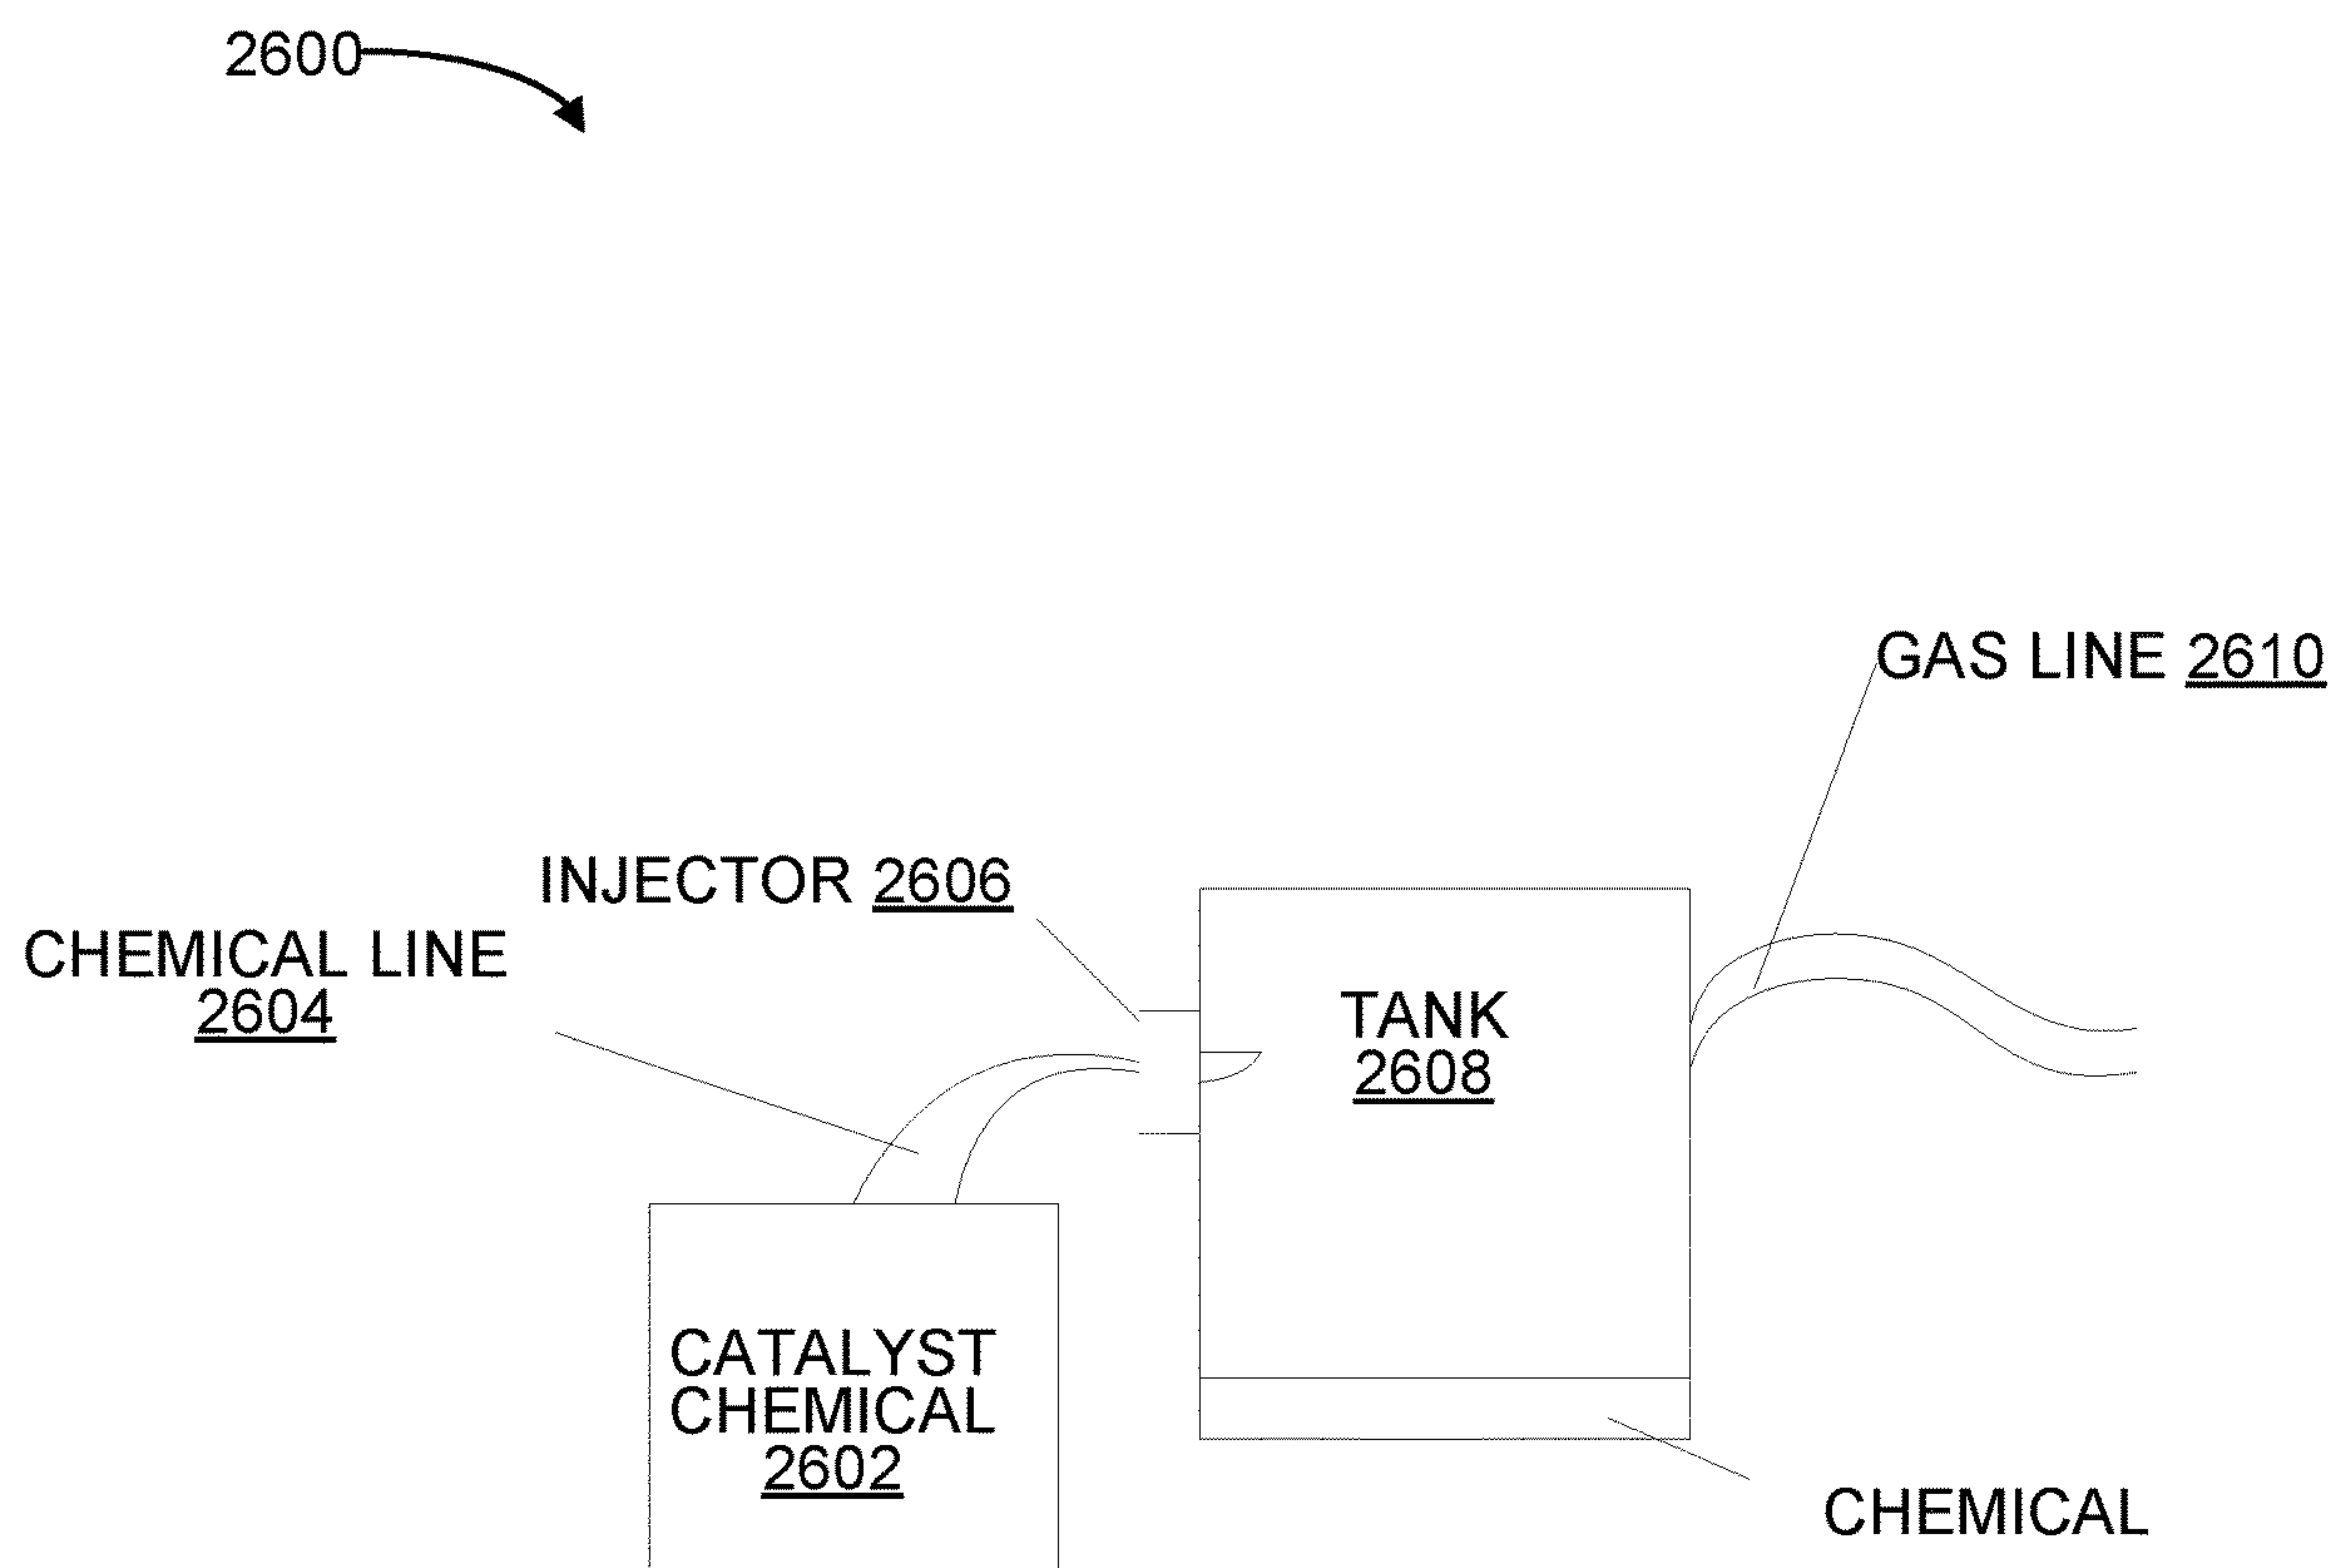 2600
GAS LINE 2610
INJECTOR 2606
CHEMICAL LINE
2604
TANK
2608
CATALYST
CHEMICAL
2602
CHEMICAL